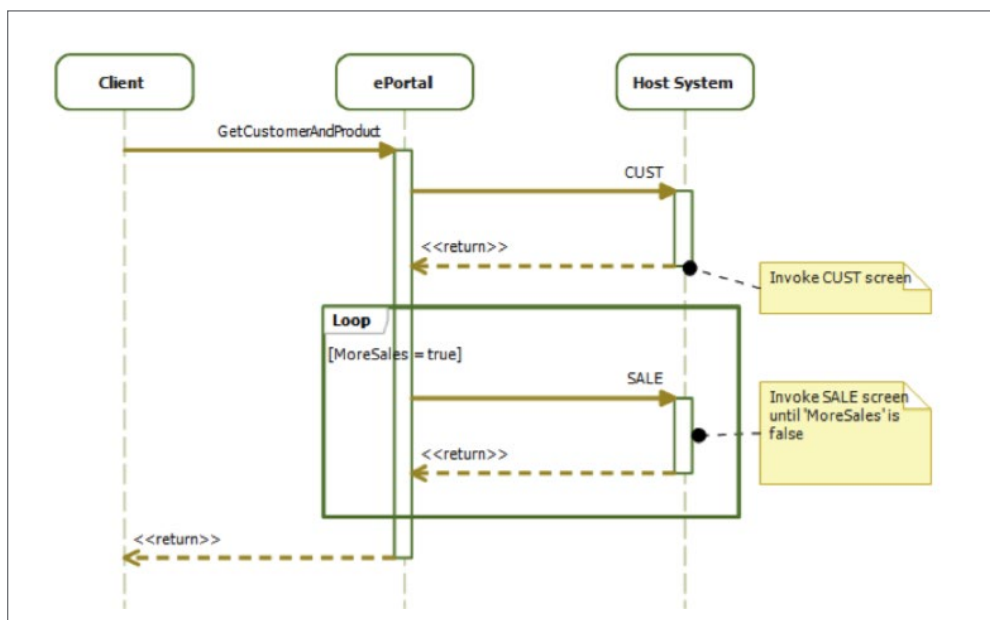 Client
ePortal
Host System
GetCustomerAndProduct
CUST
<<return>>
Invoke CUST screen
Loop
[MoreSales = true]
SALE
Invoke SALE screen
until 'MoreSales' is
false
<<return>>
<<return>>